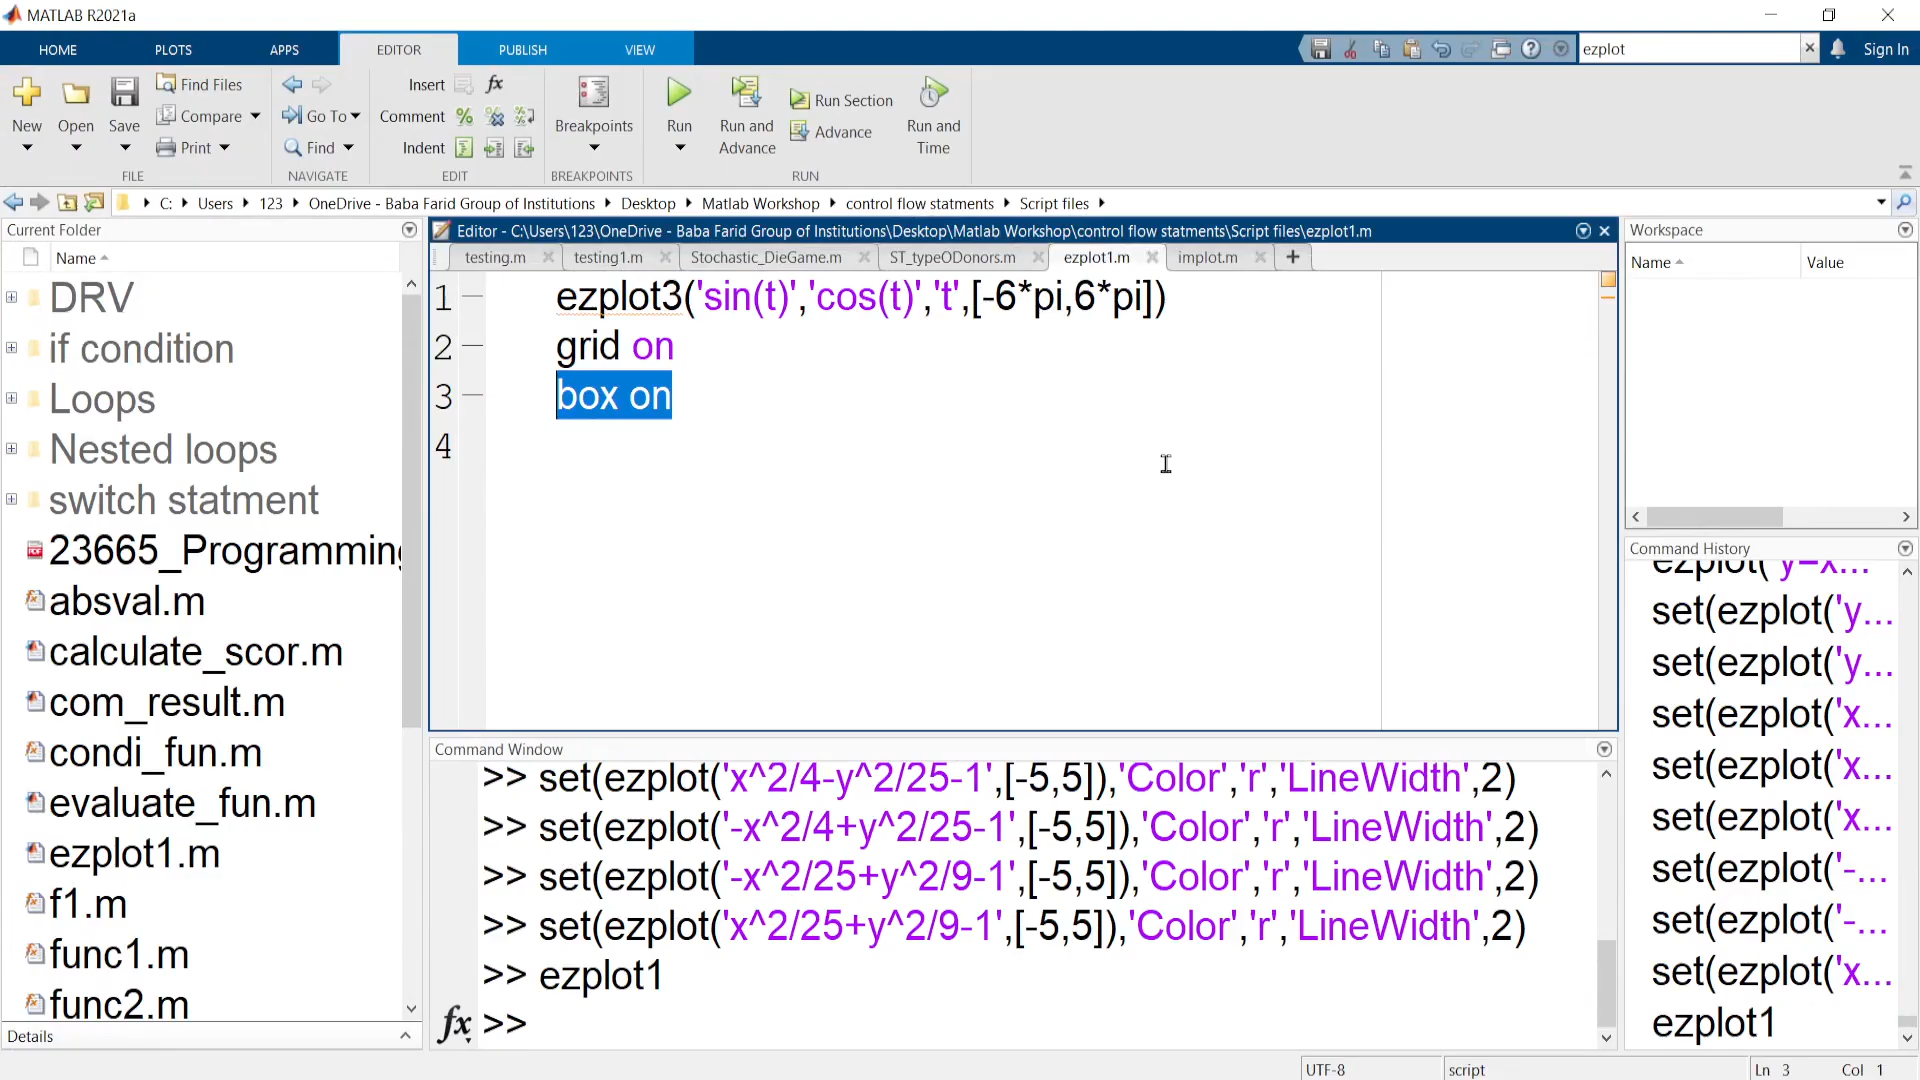 MATLAB R2021a
HOME PLOTS APPS EDITOR PUBLISH VIEW ezplot Sign In
New Open Save Find Files Compare Print
FILE
Go To Find
NAVIGATE
Insert fx
Comment
Indent
EDIT
Breakpoints
BREAKPOINTS
Run Run and Advance Run Section Advance Run and Time
RUN
C: Users 123 OneDrive - Baba Farid Group of Institutions Desktop Matlab Workshop control flow statments Script files
Current Folder
Name
DRV
if condition
Loops
Nested loops
switch statment
23665_Programming
absval.m
calculate_scor.m
com_result.m
condi_fun.m
evaluate_fun.m
ezplot1.m
f1.m
func1.m
func2.m
Details
Editor - C:\Users\123\OneDrive - Baba Farid Group of Institutions\Desktop\Matlab Workshop\control flow statments\Script files\ezplot1.m
testing.m testing1.m Stochastic_DieGame.m ST_typeODonors.m ezplot1.m implot.m
1 ezplot3('sin(t)','cos(t)','t',[-6*pi,6*pi])
2 grid on
3 box on
4
Command Window
>> set(ezplot('x^2/4-y^2/25-1',[-5,5]),'Color','r','LineWidth',2)
>> set(ezplot('-x^2/4+y^2/25-1',[-5,5]),'Color','r','LineWidth',2)
>> set(ezplot('-x^2/25+y^2/9-1',[-5,5]),'Color','r','LineWidth',2)
>> set(ezplot('x^2/25+y^2/9-1',[-5,5]),'Color','r','LineWidth',2)
>> ezplot1
fx >>
Workspace
Name Value
Command History
ezplot('y=x...
set(ezplot('y...
set(ezplot('y...
set(ezplot('x...
set(ezplot('x...
set(ezplot('x...
set(ezplot('-...
set(ezplot('-...
set(ezplot('x...
ezplot1
UTF-8 script Ln 3 Col 1